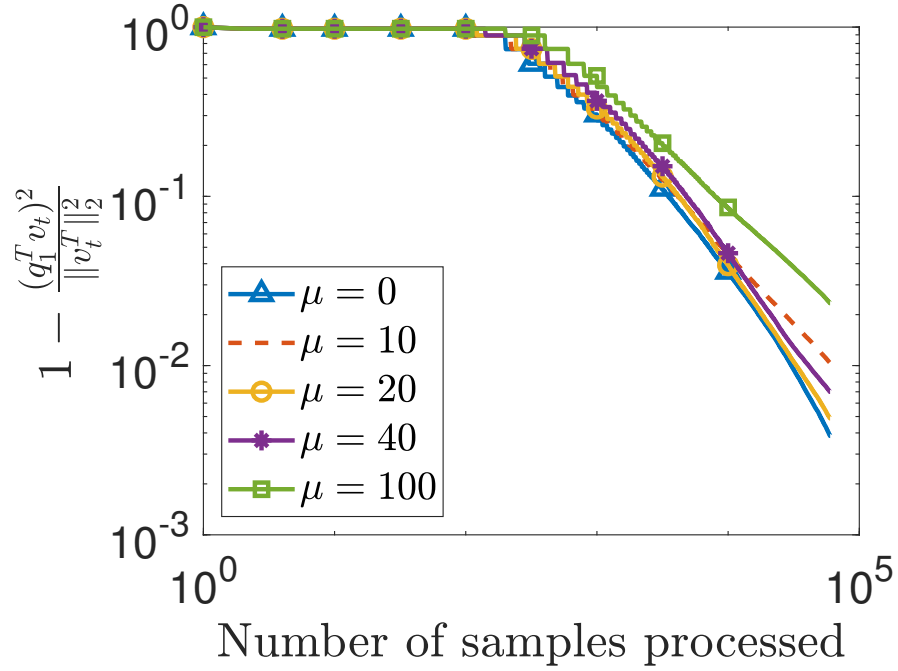 10^0
10^{-1}
10^{-2}
10^{-3}
1 − \frac{(q_1^T v_t)^2}{\|v_t^T\|_2^2}
μ = 0
μ = 10
μ = 20
μ = 40
μ = 100
10^0
10^5
Number of samples processed